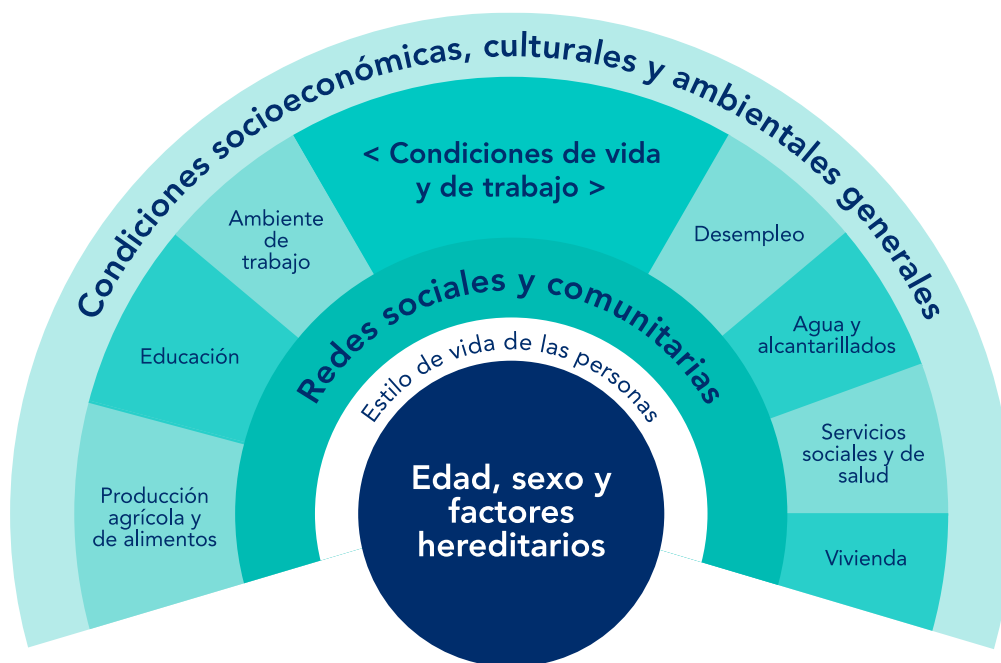 Condiciones socioeconómicas, culturales y ambientales generales
< Condiciones de vida
y de trabajo >
Ambiente
de
trabajo
Desempleo
Educación
Agua y
alcantarillados
Producción
agrícola y
de alimentos
Servicios
sociales y de
salud
Vivienda
Redes sociales y comunitarias
Estilo de vida de las personas
Edad, sexo y
factores
hereditarios